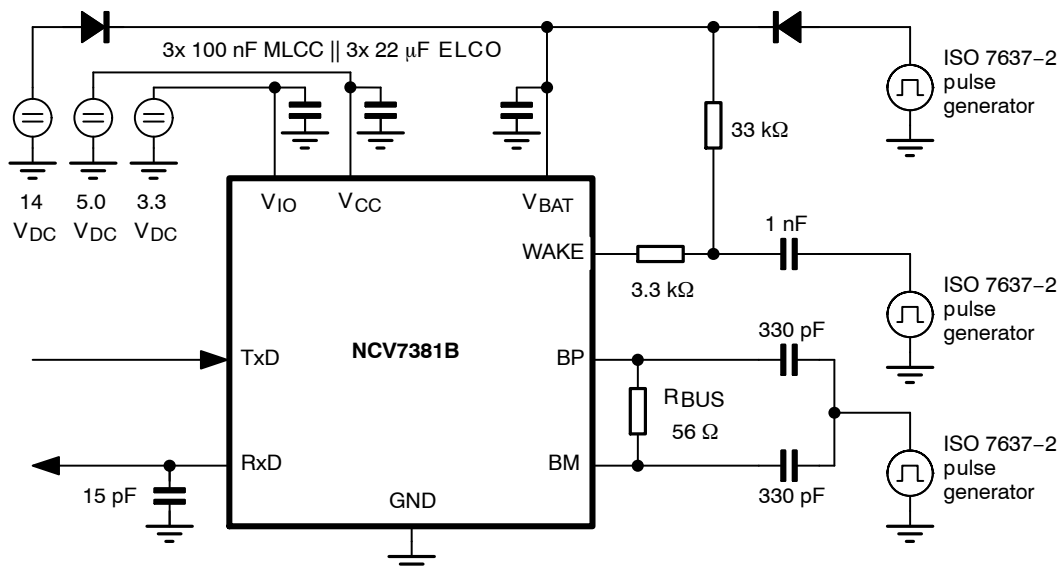 3x 100 nF MLCC || 3x 22 μF ELCO
ISO 7637−2
pulse
generator
33 kΩ
14
VDC
5.0
VDC
3.3
VDC
VIO
VCC
VBAT
1 nF
WAKE
3.3 kΩ
ISO 7637−2
pulse
generator
330 pF
NCV7381B
TxD
BP
RBUS
56 Ω
RxD
BM
ISO 7637−2
pulse
generator
15 pF
GND
330 pF